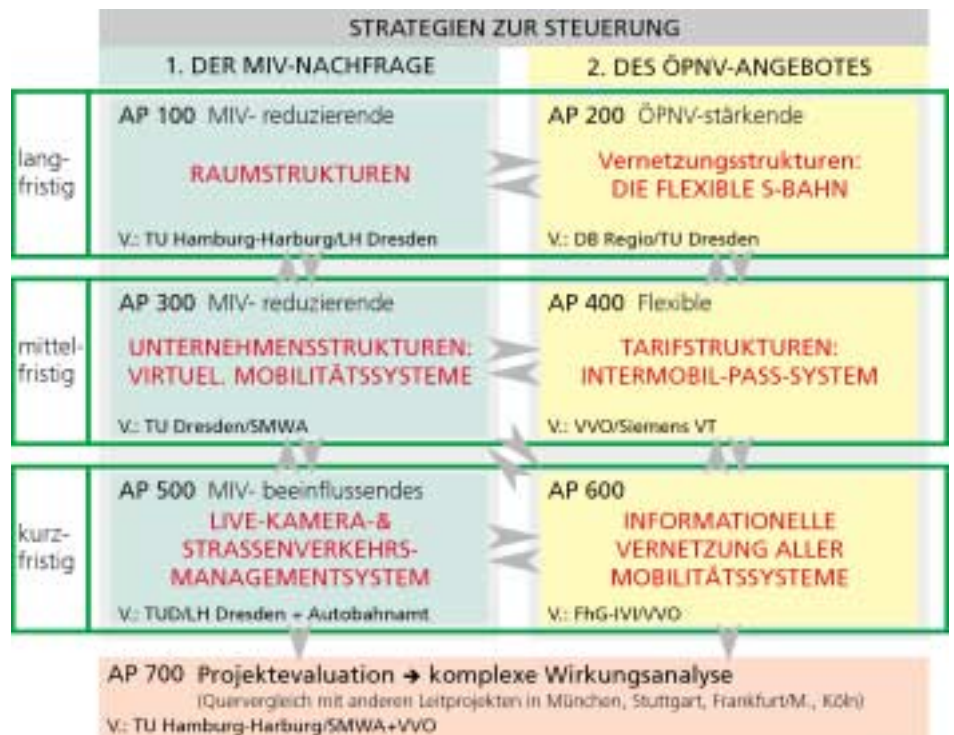 STRATEGIEN ZUR STEUERUNG
1. DER MIV-NACHFRAGE
2. DES ÖPNV-ANGEBOTES
lang-
fristig
AP 100 MIV- reduzierende
RAUMSTRUKTUREN
V.: TU Hamburg-Harburg/LH Dresden
AP 200 ÖPNV-stärkende
Vernetzungsstrukturen:
DIE FLEXIBLE S-BAHN
V.: DB Regio/TU Dresden
mittel-
fristig
AP 300 MIV- reduzierende
UNTERNEHMENSSTRUKTUREN:
VIRTUEL. MOBILITÄTSSYSTEME
V.: TU Dresden/SMWA
AP 400 Flexible
TARIFSTRUKTUREN:
INTERMOBIL-PASS-SYSTEM
V.: VVO/Siemens VT
kurz-
fristig
AP 500 MIV- beeinflussendes
LIVE-KAMERA-&
STRASSENVERKEHRS-
MANAGEMENTSYSTEM
V.: TUD/LH Dresden + Autobahnamt
AP 600
INFORMATIONELLE
VERNETZUNG ALLER
MOBILITÄTSSYSTEME
V.: FhG-IVI/VVO
AP 700 Projektevaluation → komplexe Wirkungsanalyse
(Quervergleich mit anderen Leitprojekten in München, Stuttgart, Frankfurt/M., Köln)
V.: TU Hamburg-Harburg/SMWA+VVO